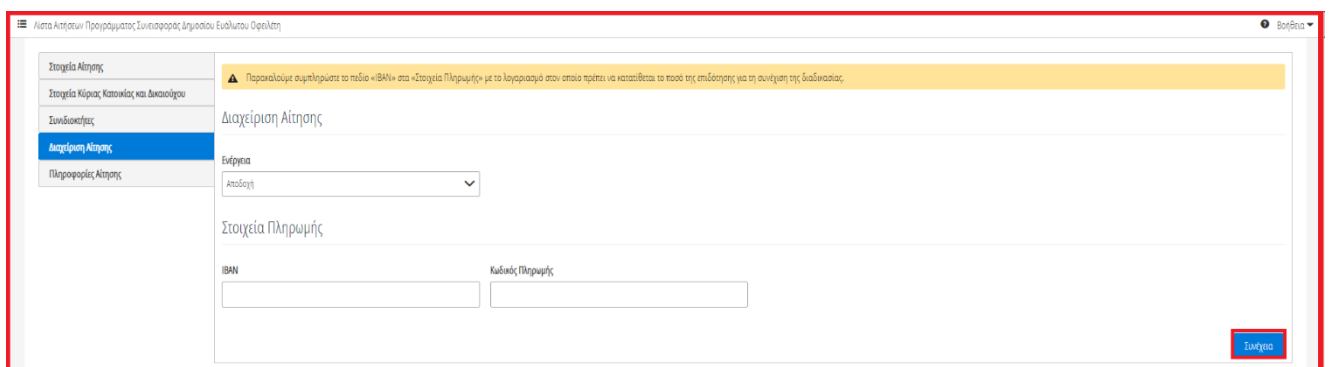 Λίστα Αιτήσεων Προγράμματος Συνεισφοράς Δημοσίου Ευάλωτου Οφειλέτη
Βοήθεια
Στοιχεία Αίτησης
Στοιχεία Κύριας Κατοικίας και Δικαιούχου
Συνιδιοκτήτες
Διαχείριση Αίτησης
Πληροφορίες Αίτησης
Παρακαλούμε συμπληρώστε το πεδίο «IBAN» στα «Στοιχεία Πληρωμής» με το λογαριασμό στον οποίο πρέπει να κατατίθεται το ποσό της επιδότησης για τη συνέχιση της διαδικασίας.
Διαχείριση Αίτησης
Ενέργεια
Αποδοχή
Στοιχεία Πληρωμής
IBAN Κωδικός Πληρωμής
Συνέχεια